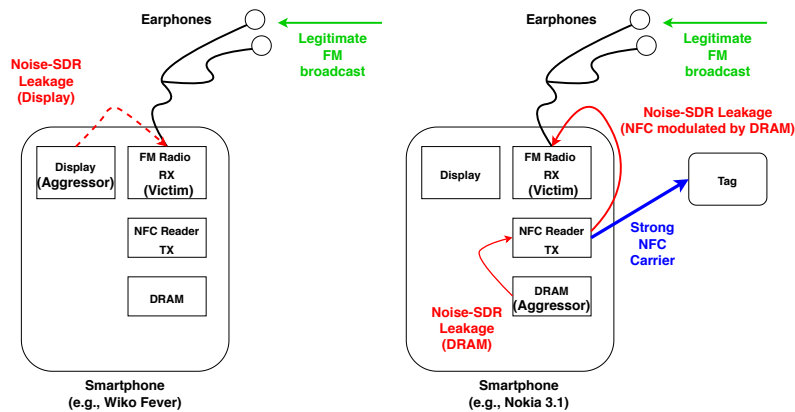 Earphones
Legitimate
FM
broadcast
Noise-SDR
Leakage
(Display)
Display
(Aggressor)
FM Radio
RX
(Victim)
NFC Reader
TX
DRAM
Smartphone
(e.g., Wiko Fever)
Earphones
Legitimate
FM
broadcast
Noise-SDR Leakage
(NFC modulated by DRAM)
Display
FM Radio
RX
(Victim)
Tag
NFC Reader
TX
Strong
NFC
Carrier
DRAM
(Aggressor)
Noise-SDR
Leakage
(DRAM)
Smartphone
(e.g., Nokia 3.1)